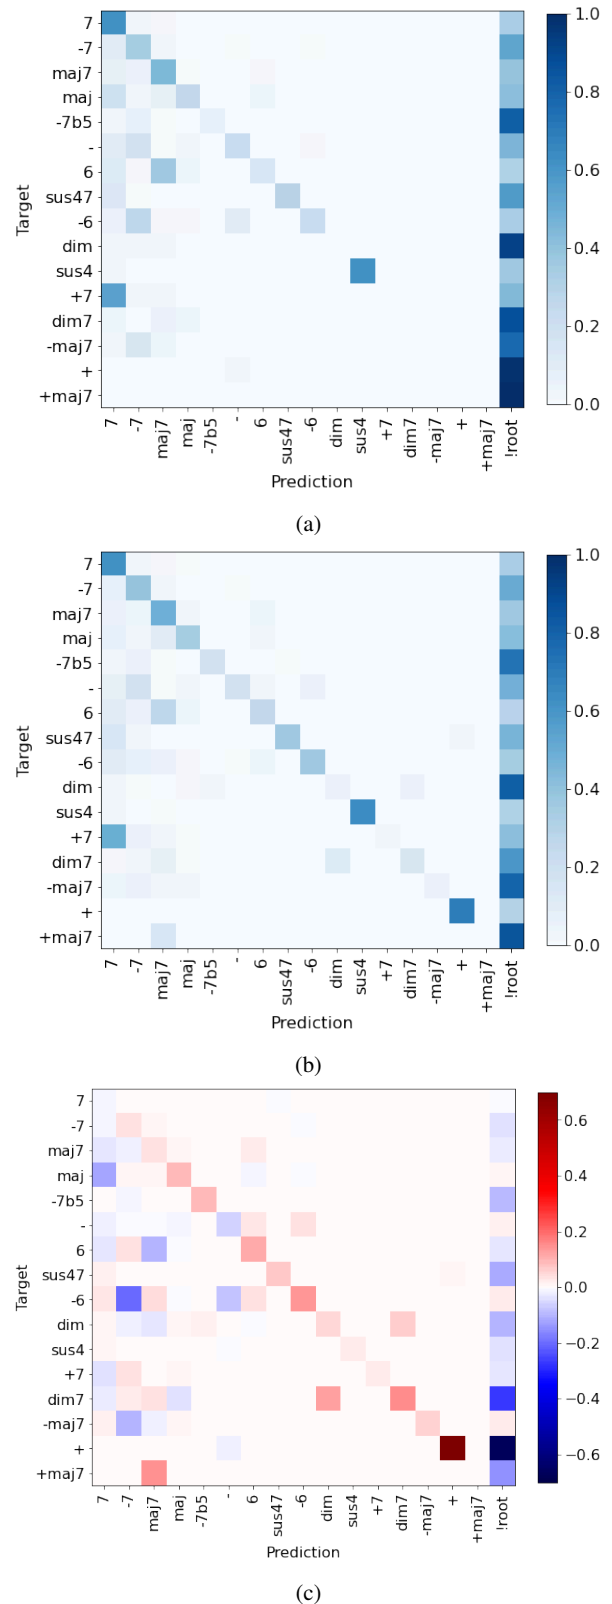 7
-7
maj7
maj
-7b5
-
6
sus47
-6
dim
sus4
+7
dim7
-maj7
+
+maj7
Target
7 -7 maj7 maj -7b5 - 6 sus47 -6 dim sus4 +7 dim7 -maj7 + +maj7 !root
Prediction
1.0
0.8
0.6
0.4
0.2
0.0
(a)
7
-7
maj7
maj
-7b5
-
6
sus47
-6
dim
sus4
+7
dim7
-maj7
+
+maj7
Target
7 -7 maj7 maj -7b5 - 6 sus47 -6 dim sus4 +7 dim7 -maj7 + +maj7 !root
Prediction
1.0
0.8
0.6
0.4
0.2
0.0
(b)
7
-7
maj7
maj
-7b5
-
6
sus47
-6
dim
sus4
+7
dim7
-maj7
+
+maj7
Target
7 -7 maj7 maj -7b5 - 6 sus47 -6 dim sus4 +7 dim7 -maj7 + +maj7 !root
Prediction
0.6
0.4
0.2
0.0
−0.2
−0.4
−0.6
(c)